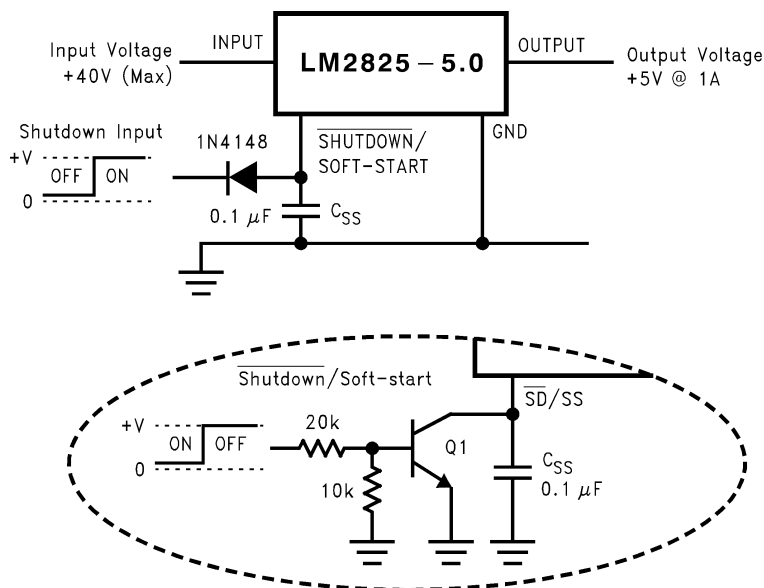 Input Voltage
+40V (Max)
INPUT
LM2825-5.0
OUTPUT
Output Voltage
+5V @ 1A
Shutdown Input
+V
OFF ON
0
1N4148
SHUTDOWN/
SOFT-START
GND
0.1 μF
CSS
Shutdown/Soft-start
SD/SS
+V
ON OFF
0
20k
10k
Q1
CSS
0.1 μF